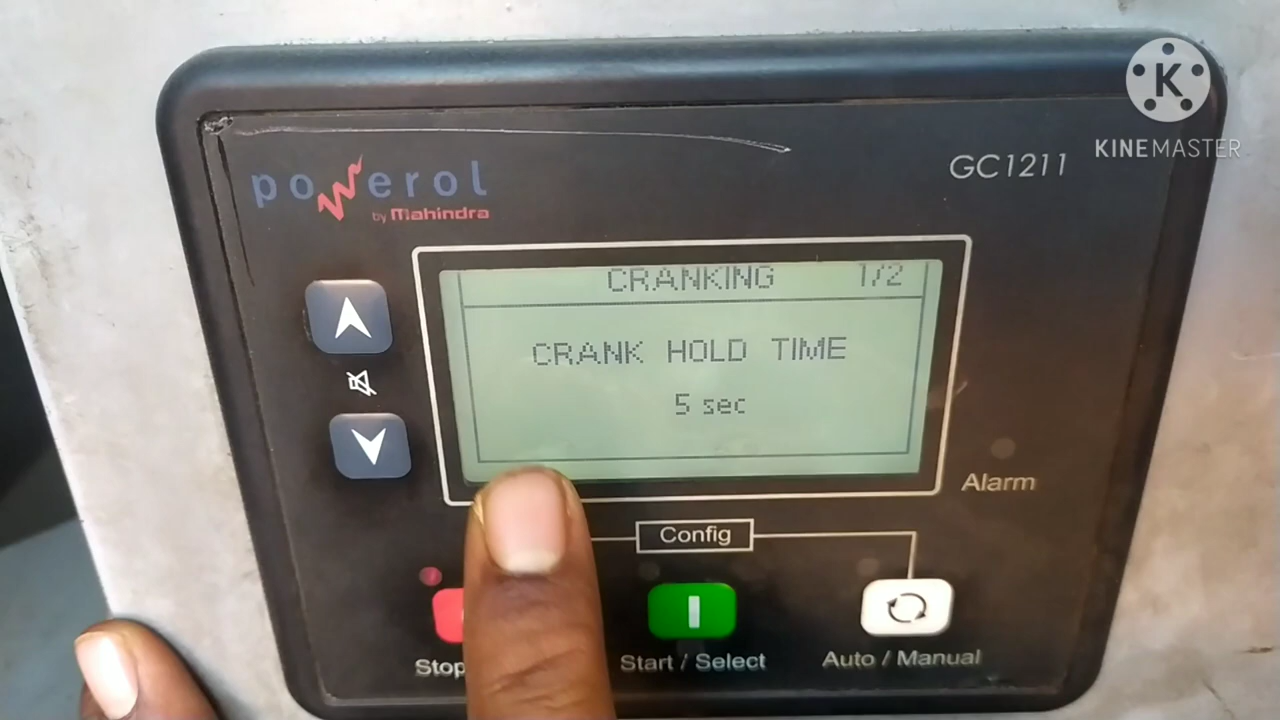 K
KINEMASTER
powerol
by Mahindra
GC1211
CRANKING 1/2
CRANK HOLD TIME
5 sec
Alarm
Config
Stop
Start / Select
Auto / Manual